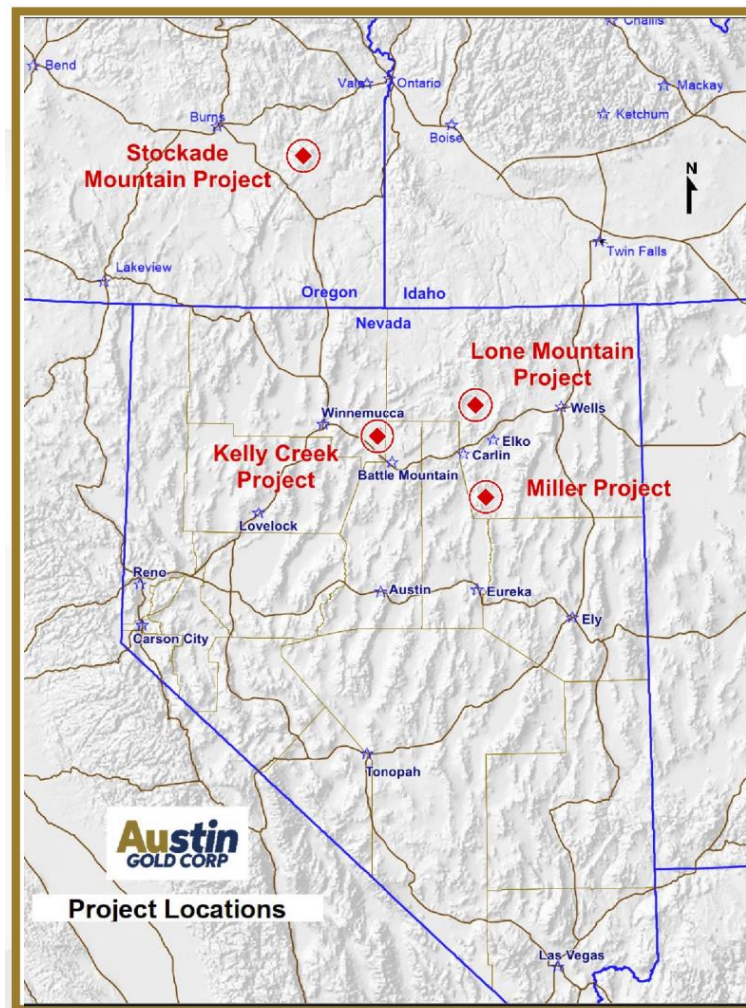 Challis
Bend
Vale
Ontario
Mackay
Burns
Ketchum
Boise
Stockade
Mountain Project
N
Twin Falls
Lakeview
Oregon
Idaho
Nevada
Lone Mountain
Project
Winnemucca
Wells
Kelly Creek
Project
Elko
Carlin
Battle Mountain
Miller Project
Lovelock
Reno
Austin
Eureka
Ely
Carson City
Tonopah
Austin
GOLD CORP
Project Locations
Las Vegas